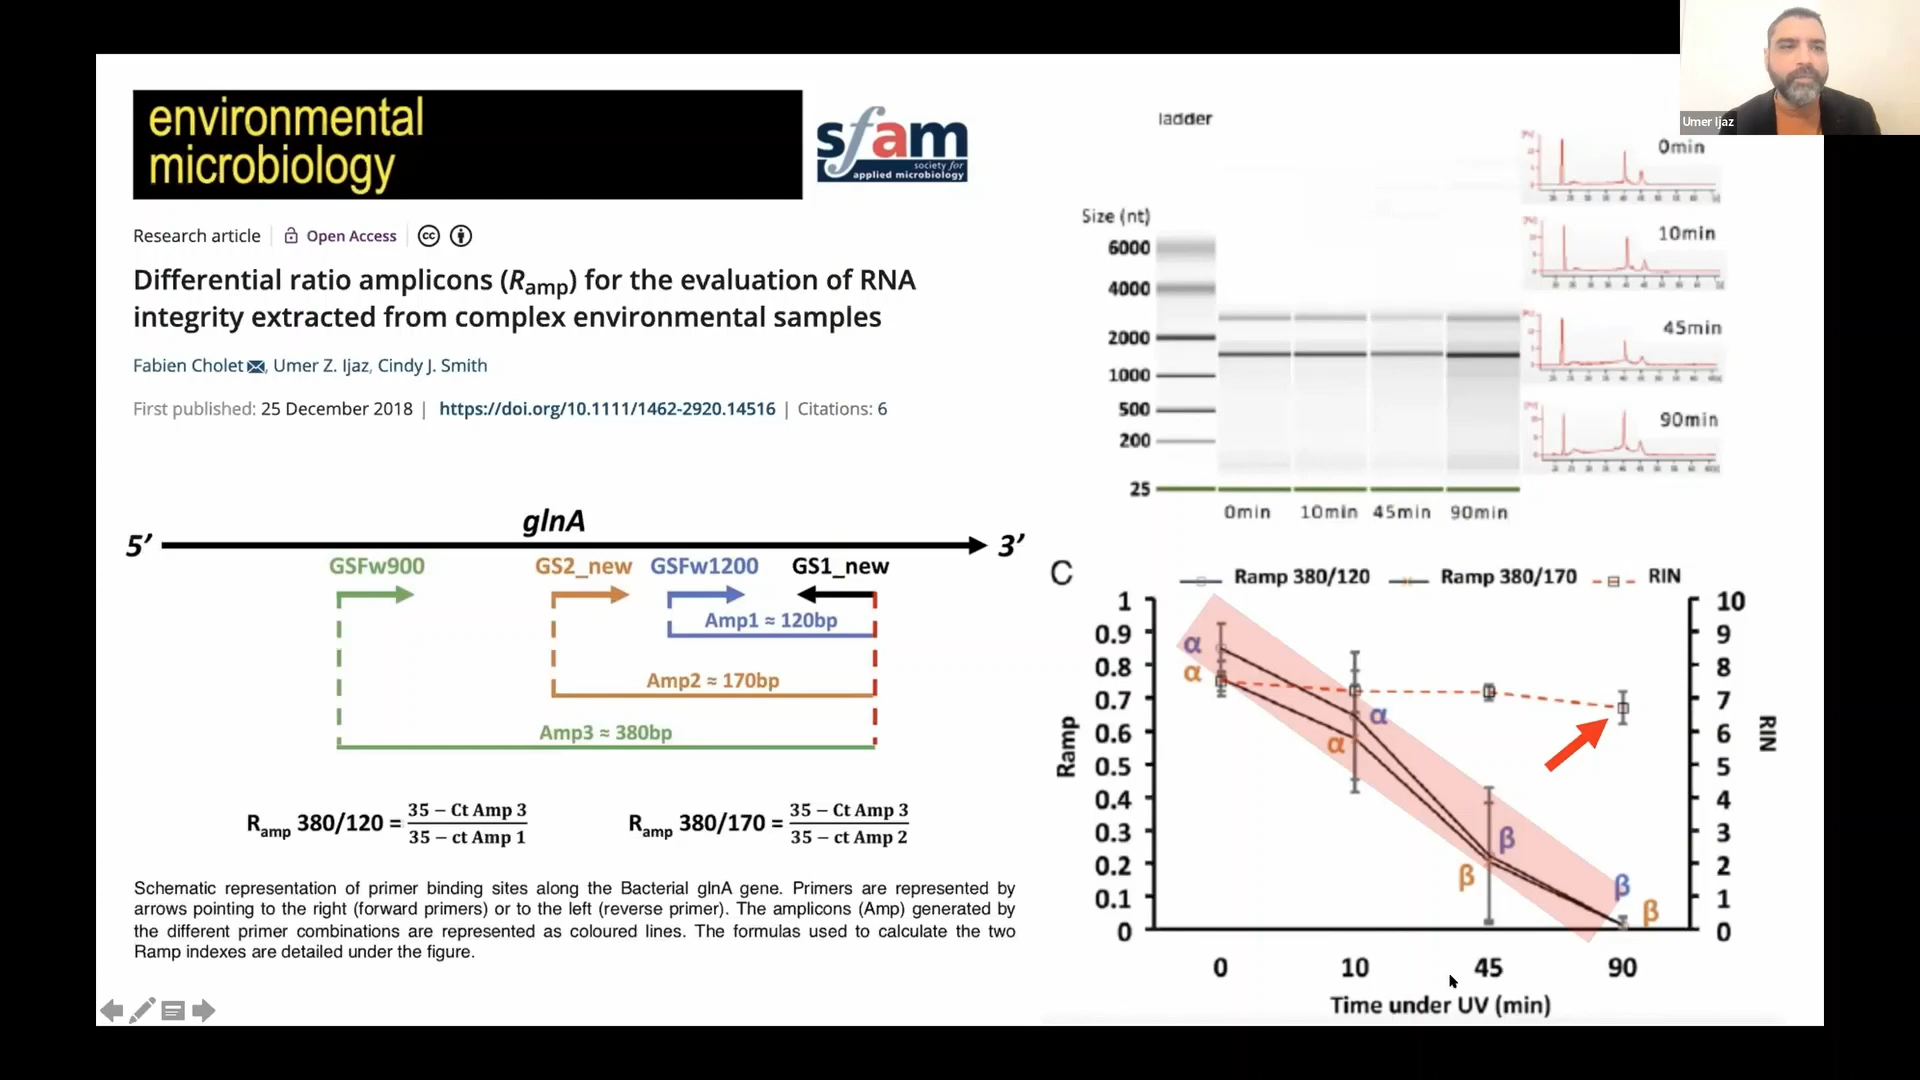 environmental
microbiology
sfam
society for
applied microbiology
Research article
Open Access
cc
Differential ratio amplicons (Ramp) for the evaluation of RNA
integrity extracted from complex environmental samples
Fabien Cholet, Umer Z. Ijaz, Cindy J. Smith
First published: 25 December 2018 | https://doi.org/10.1111/1462-2920.14516 | Citations: 6
glnA
5’ 3’
GSFw900 GS2_new GSFw1200 GS1_new
Amp1 ≈ 120bp
Amp2 ≈ 170bp
Amp3 ≈ 380bp
Ramp 380/120 = 35 − Ct Amp 3 / 35 − ct Amp 1
Ramp 380/170 = 35 − Ct Amp 3 / 35 − ct Amp 2
Schematic representation of primer binding sites along the Bacterial glnA gene. Primers are represented by
arrows pointing to the right (forward primers) or to the left (reverse primer). The amplicons (Amp) generated by
the different primer combinations are represented as coloured lines. The formulas used to calculate the two
Ramp indexes are detailed under the figure.
ladder
Size (nt)
6000
4000
2000
1000
500
200
25
0min 10min 45min 90min
0min
10min
45min
90min
C
Ramp 380/120 Ramp 380/170 RIN
1 10
0.9 9
0.8 8
0.7 7
0.6 6
0.5 5
0.4 4
0.3 3
0.2 2
0.1 1
0 0
Ramp
RIN
α
α
α
α
β
β
β
β
0 10 45 90
Time under UV (min)
Umer Ijaz